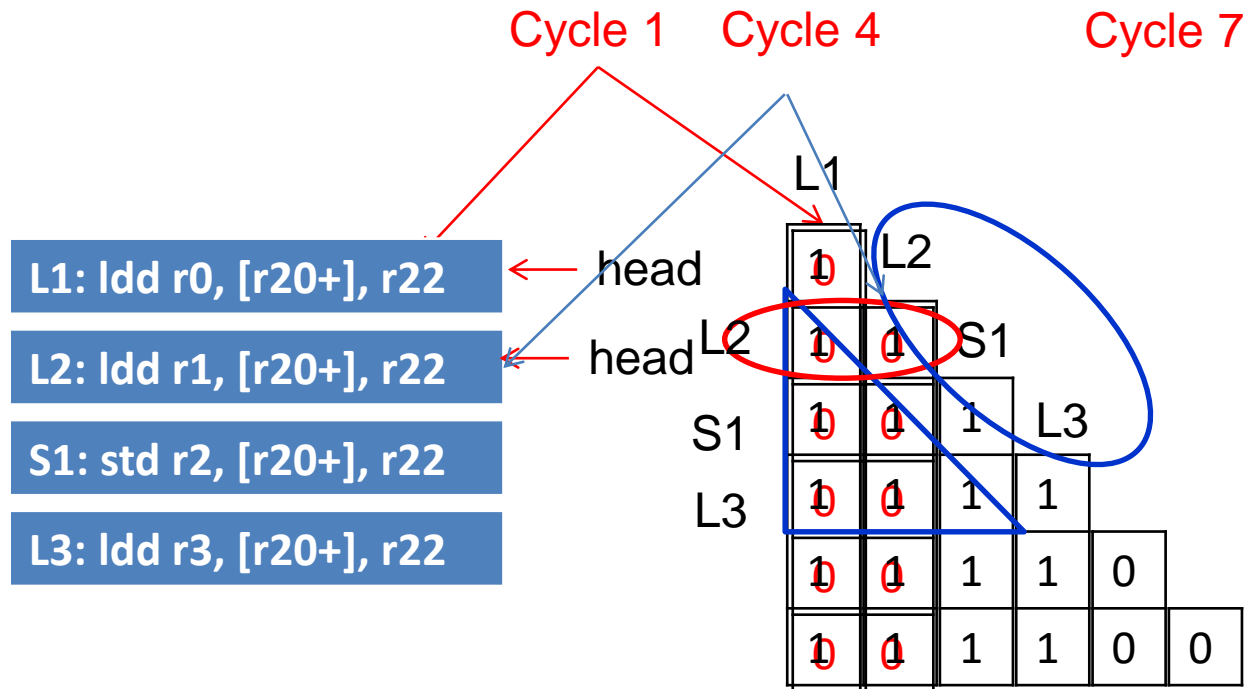 Cycle 1 Cycle 4 Cycle 7
L1
L1: ldd r0, [r20+], r22 head 1 0 L2
L2: ldd r1, [r20+], r22 head L2 1 0 1 0 S1
S1: std r2, [r20+], r22 S1 1 0 1 0 1 L3
L3: ldd r3, [r20+], r22 L3 1 0 1 0 1 1
1 0 1 0 1 1 0
1 0 1 0 1 1 0 0